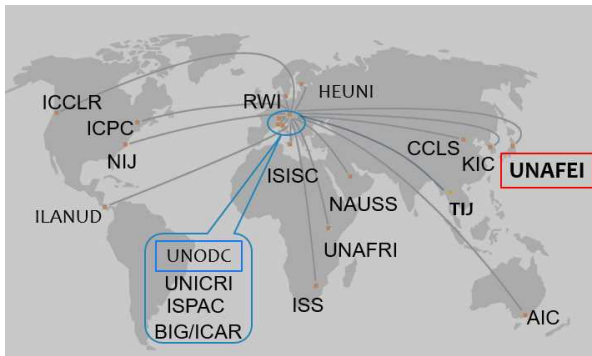 ICCLR
ICPC
NIJ
ILANUD
RWI
HEUNI
ISISC
CCLS
KIC
UNAFEI
NAUSS
TIJ
UNAFRI
UNODC
UNICRI
ISPAC
BIG/ICAR
ISS
AIC